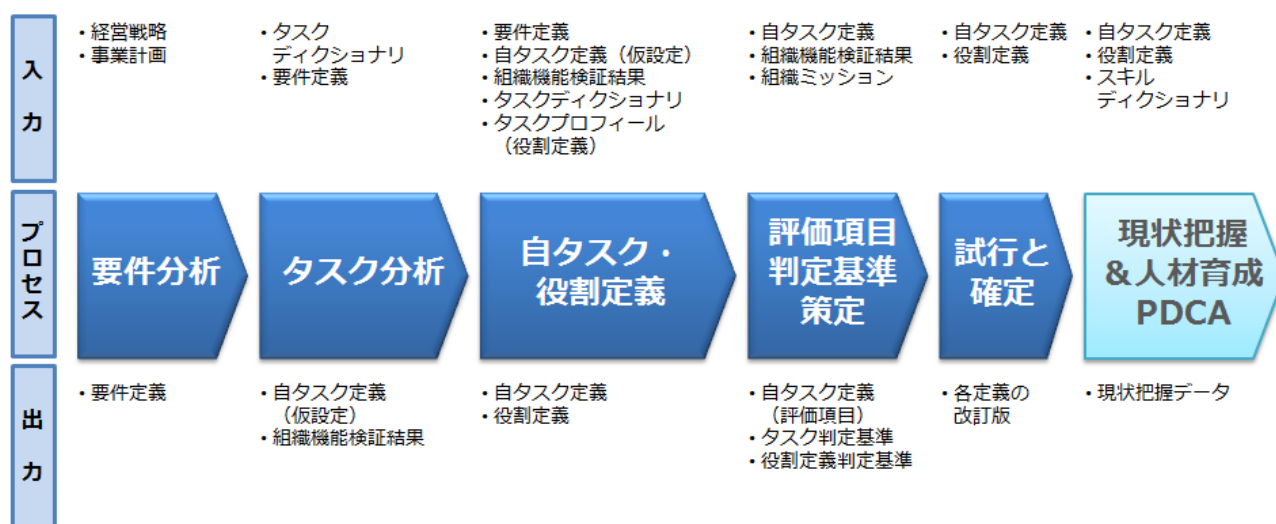 入力
・経営戦略
・事業計画
・タスク
ディクショナリ
・要件定義
・要件定義
・自タスク定義（仮設定）
・組織機能検証結果
・タスクディクショナリ
・タスクプロフィール
（役割定義）
・自タスク定義
・組織機能検証結果
・組織ミッション
・自タスク定義
・役割定義
・自タスク定義
・役割定義
・スキル
ディクショナリ
プロセス
要件分析
タスク分析
自タスク・
役割定義
評価項目
判定基準
策定
試行と
確定
現状把握
＆人材育成
PDCA
出力
・要件定義
・自タスク定義
（仮設定）
・組織機能検証結果
・自タスク定義
・役割定義
・自タスク定義
（評価項目）
・タスク判定基準
・役割定義判定基準
・各定義の
改訂版
・現状把握データ